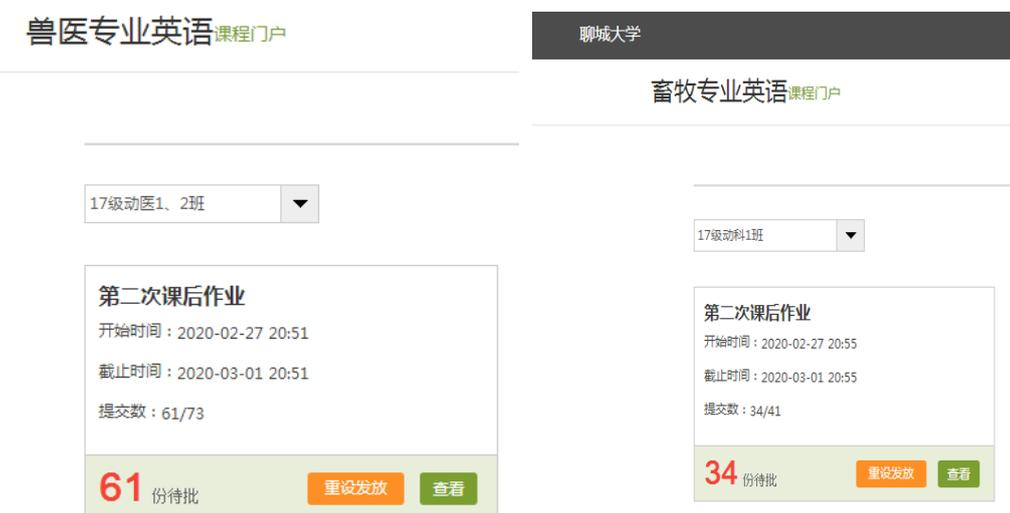 兽医专业英语课程门户
17级动医1、2班
第二次课后作业
开始时间：2020-02-27 20:51
截止时间：2020-03-01 20:51
提交数：61/73
61 份待批 重设发放 查看
聊城大学
畜牧专业英语课程门户
17级动科1班
第二次课后作业
开始时间：2020-02-27 20:55
截止时间：2020-03-01 20:55
提交数：34/41
34 份待批 重设发放 查看